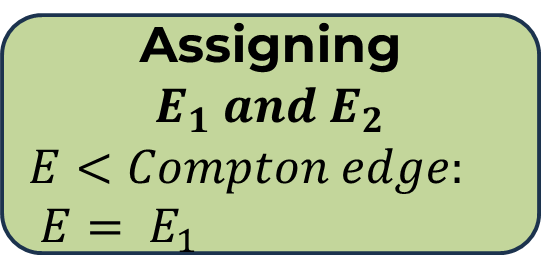 Assigning
E₁ and E₂
E < Compton edge:
E = E₁